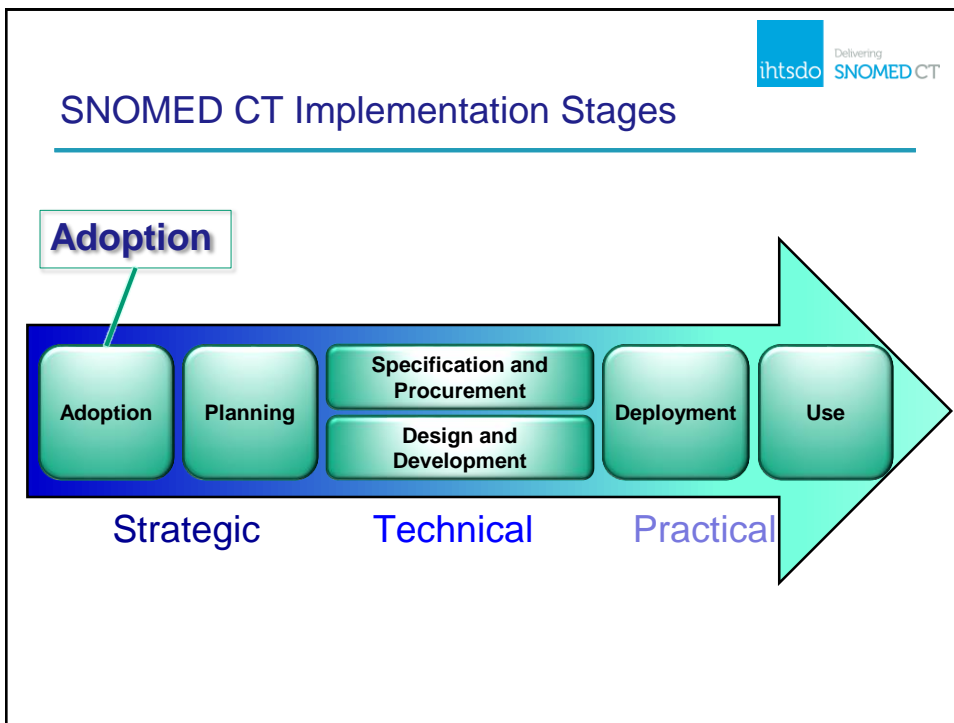 ihtsdo
Delivering
SNOMED CT
SNOMED CT Implementation Stages
Adoption
Adoption
Planning
Specification and
Procurement
Design and
Development
Deployment
Use
Strategic
Technical
Practical